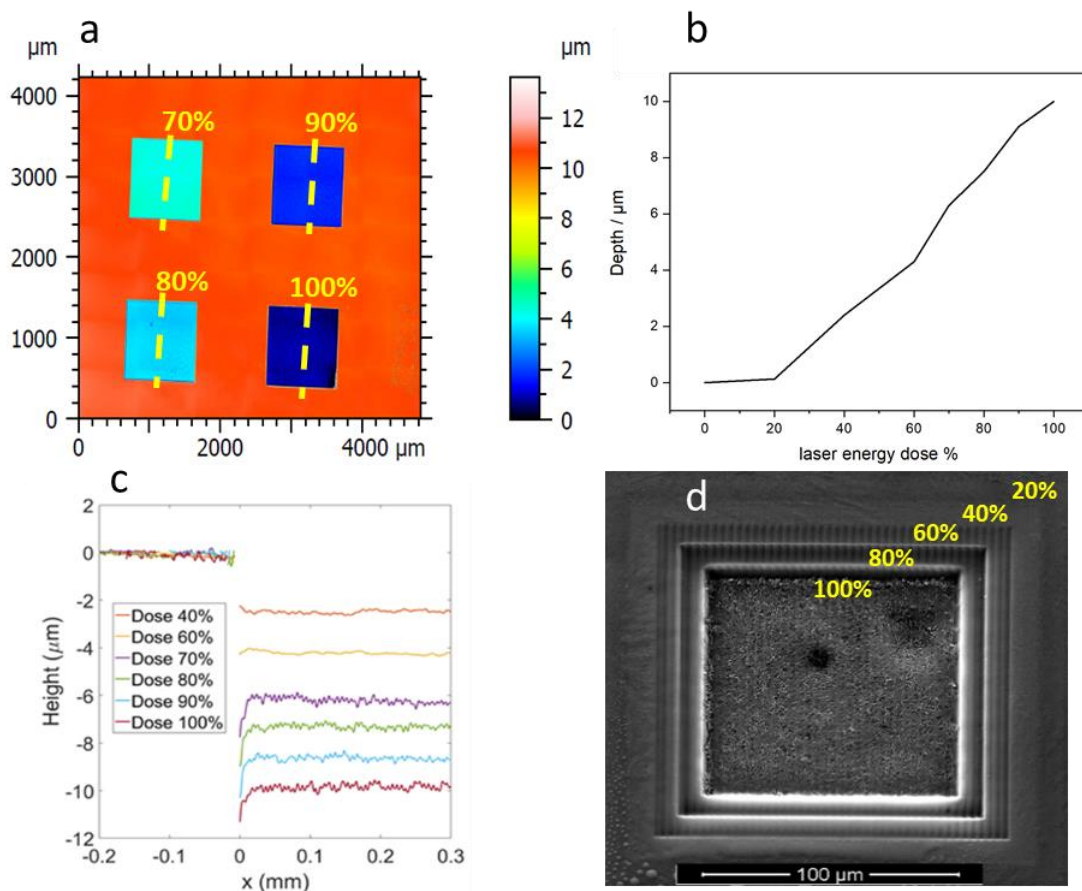 a
µm
4000
3000
2000
1000
0
0
2000
4000 µm
70%
90%
80%
100%
µm
12
10
8
6
4
2
0
b
10
8
6
4
2
0
Depth / µm
0
20
40
60
80
100
laser energy dose %
c
2
0
-2
-4
-6
-8
-10
-12
Height (µm)
Dose 40%
Dose 60%
Dose 70%
Dose 80%
Dose 90%
Dose 100%
-0.2
-0.1
0
0.1
0.2
0.3
x (mm)
d
20%
40%
60%
80%
100%
100 µm